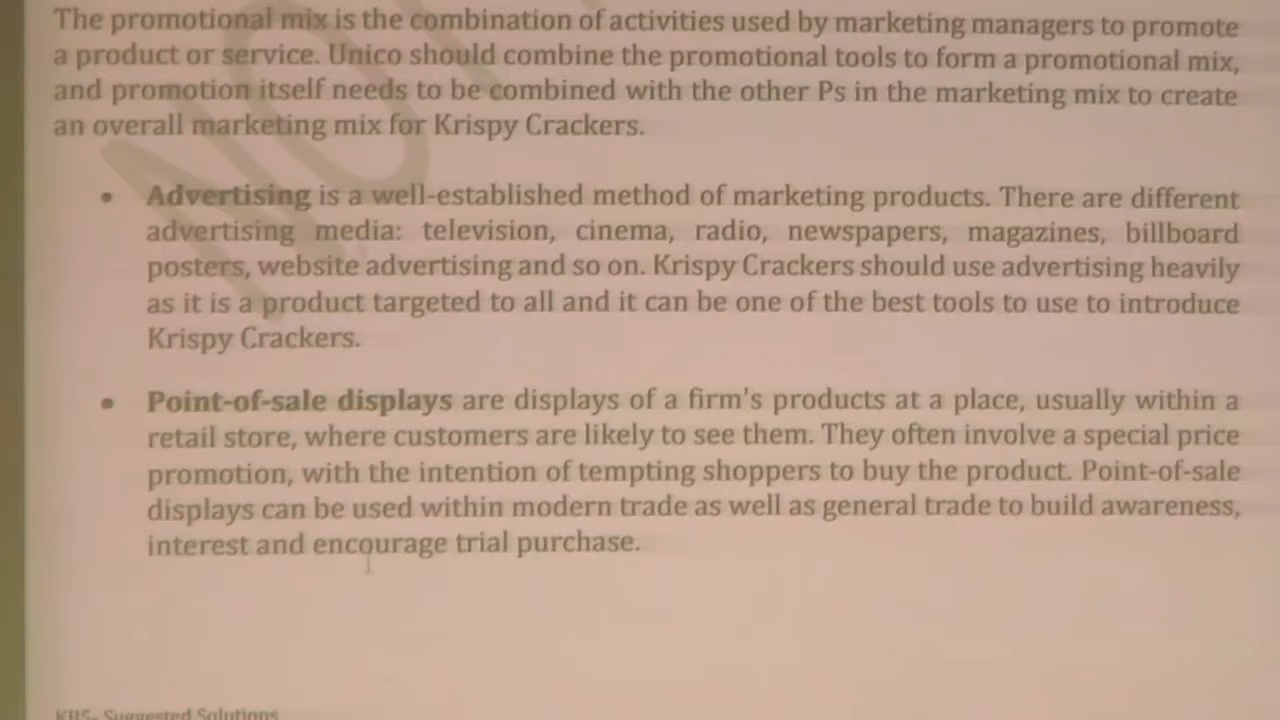 The promotional mix is the combination of activities used by marketing managers to promote
a product or service. Unico should combine the promotional tools to form a promotional mix,
and promotion itself needs to be combined with the other Ps in the marketing mix to create
an overall marketing mix for Krispy Crackers.
• Advertising is a well-established method of marketing products. There are different
advertising media: television, cinema, radio, newspapers, magazines, billboard
posters, website advertising and so on. Krispy Crackers should use advertising heavily
as it is a product targeted to all and it can be one of the best tools to use to introduce
Krispy Crackers.
• Point-of-sale displays are displays of a firm's products at a place, usually within a
retail store, where customers are likely to see them. They often involve a special price
promotion, with the intention of tempting shoppers to buy the product. Point-of-sale
displays can be used within modern trade as well as general trade to build awareness,
interest and encourage trial purchase.
KBS- Suggested Solutions